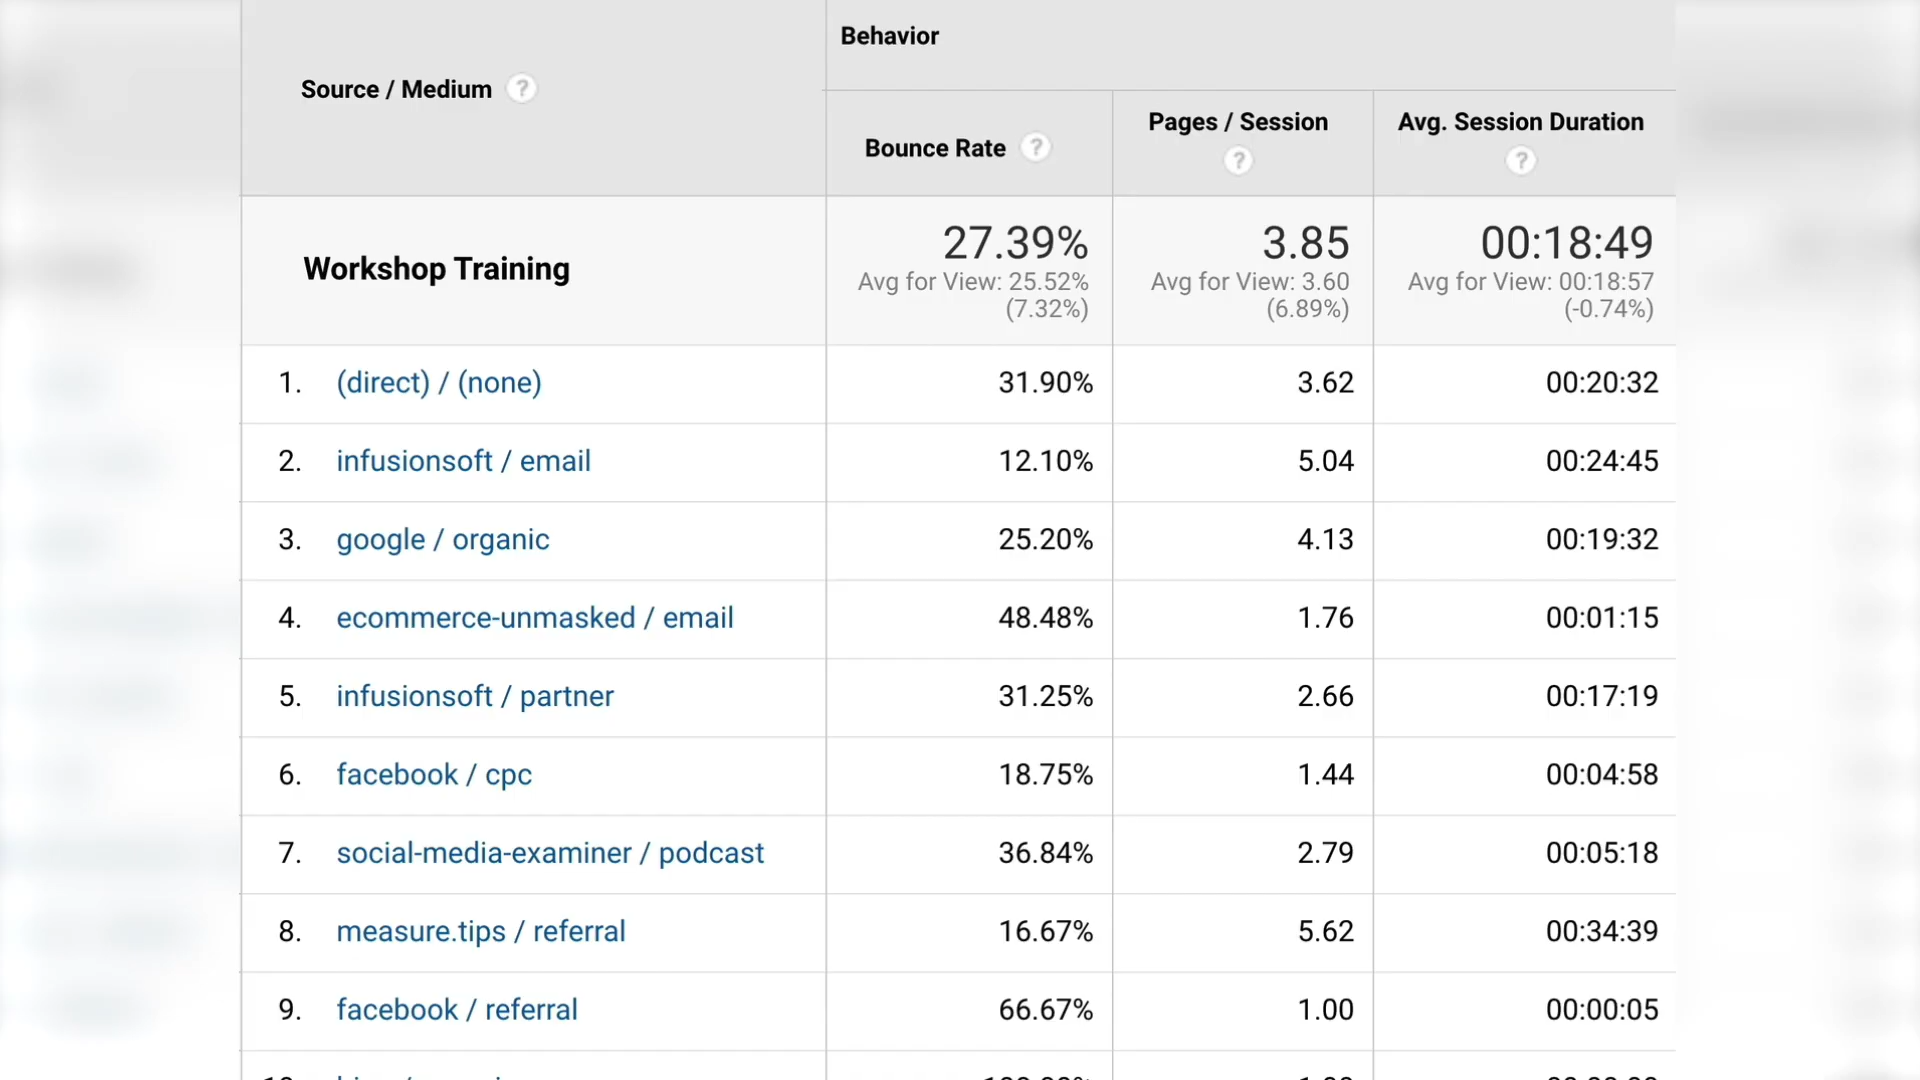 Behavior
Source / Medium ?
Bounce Rate ?
Pages / Session ?
Avg. Session Duration ?
Workshop Training
27.39%
Avg for View: 25.52%
(7.32%)
3.85
Avg for View: 3.60
(6.89%)
00:18:49
Avg for View: 00:18:57
(-0.74%)
1. (direct) / (none) 31.90% 3.62 00:20:32
2. infusionsoft / email 12.10% 5.04 00:24:45
3. google / organic 25.20% 4.13 00:19:32
4. ecommerce-unmasked / email 48.48% 1.76 00:01:15
5. infusionsoft / partner 31.25% 2.66 00:17:19
6. facebook / cpc 18.75% 1.44 00:04:58
7. social-media-examiner / podcast 36.84% 2.79 00:05:18
8. measure.tips / referral 16.67% 5.62 00:34:39
9. facebook / referral 66.67% 1.00 00:00:05